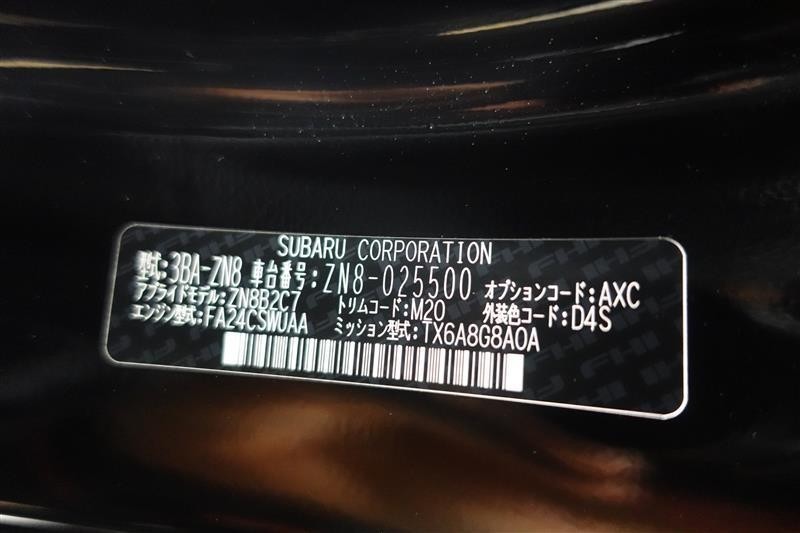 SUBARU CORPORATION
型式:3BA-ZN8 車台番号:ZN8-025500 オプションコード:AXC
アプライドモデル:ZN8B2C7 トリムコード:M20 外装色コード:D4S
エンジン型式:FA24CSWUAA ミッション型式:TX6A8G8A0A